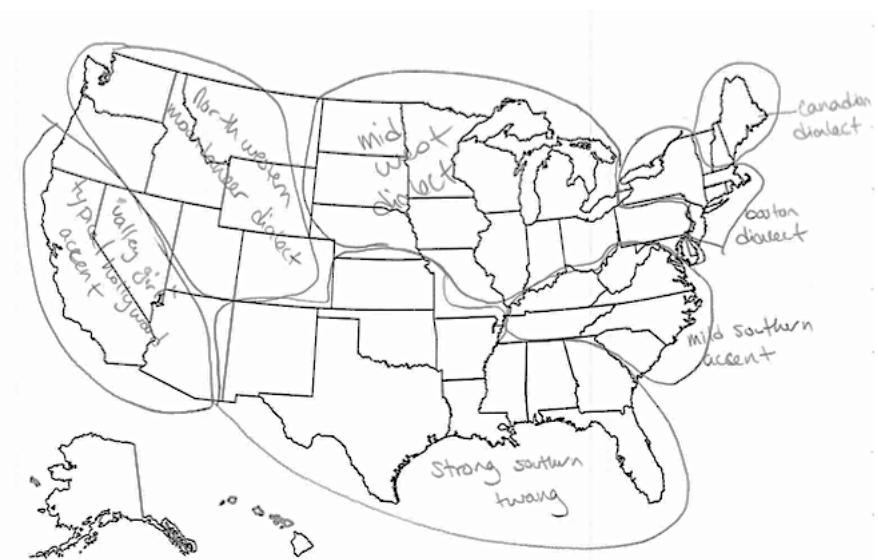 North western
mountaineer dialect
mid
west
dialect
canadian
dialect
boston
dialect
"valley girl"
typical hollywood
accent
mild southern
accent
strong southern
twang